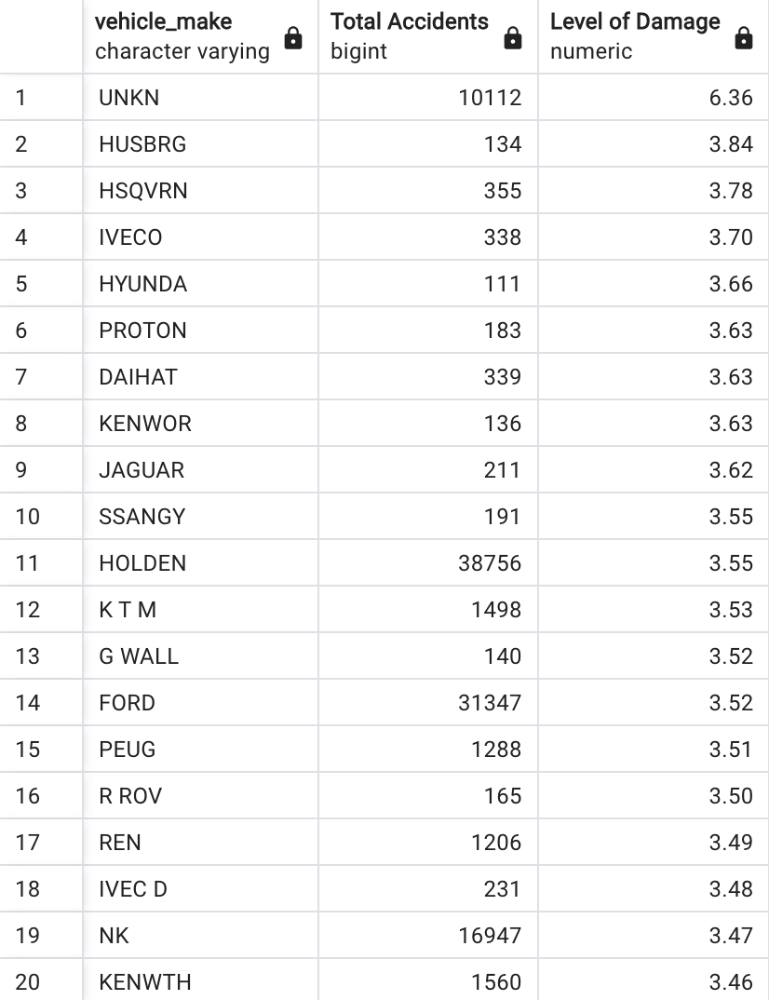 vehicle_make Total Accidents Level of Damage
character varying bigint numeric
1 UNKN 10112 6.36
2 HUSBRG 134 3.84
3 HSQVRN 355 3.78
4 IVECO 338 3.70
5 HYUNDA 111 3.66
6 PROTON 183 3.63
7 DAIHAT 339 3.63
8 KENWOR 136 3.63
9 JAGUAR 211 3.62
10 SSANGY 191 3.55
11 HOLDEN 38756 3.55
12 K T M 1498 3.53
13 G WALL 140 3.52
14 FORD 31347 3.52
15 PEUG 1288 3.51
16 R ROV 165 3.50
17 REN 1206 3.49
18 IVEC D 231 3.48
19 NK 16947 3.47
20 KENWTH 1560 3.46